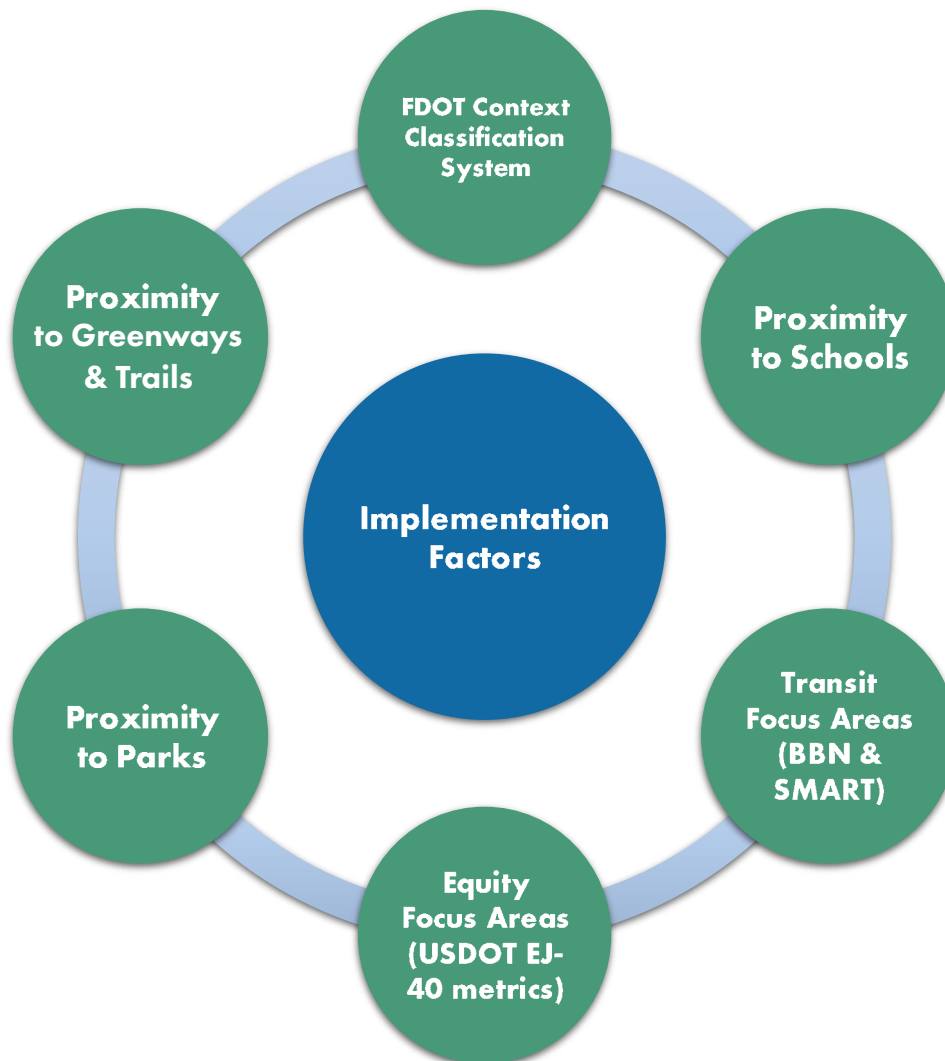 FDOT Context
Classification
System
Proximity
to Schools
Transit
Focus Areas
(BBN &
SMART)
Equity
Focus Areas
(USDOT EJ-
40 metrics)
Proximity
to Parks
Proximity
to Greenways
& Trails
Implementation
Factors